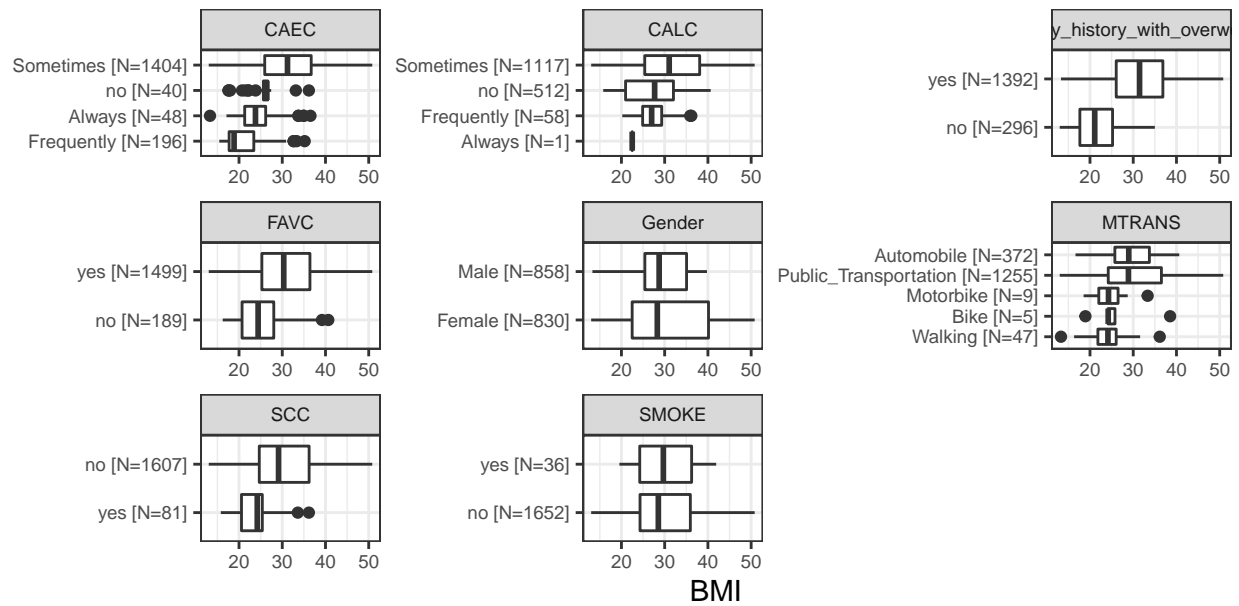 CAEC
Sometimes [N=1404]
no [N=40]
Always [N=48]
Frequently [N=196]
20 30 40 50
CALC
Sometimes [N=1117]
no [N=512]
Frequently [N=58]
Always [N=1]
20 30 40 50
y_history_with_overw
yes [N=1392]
no [N=296]
20 30 40 50
FAVC
yes [N=1499]
no [N=189]
20 30 40 50
Gender
Male [N=858]
Female [N=830]
20 30 40 50
MTRANS
Automobile [N=372]
Public_Transportation [N=1255]
Motorbike [N=9]
Bike [N=5]
Walking [N=47]
20 30 40 50
SCC
no [N=1607]
yes [N=81]
20 30 40 50
SMOKE
yes [N=36]
no [N=1652]
20 30 40 50
BMI